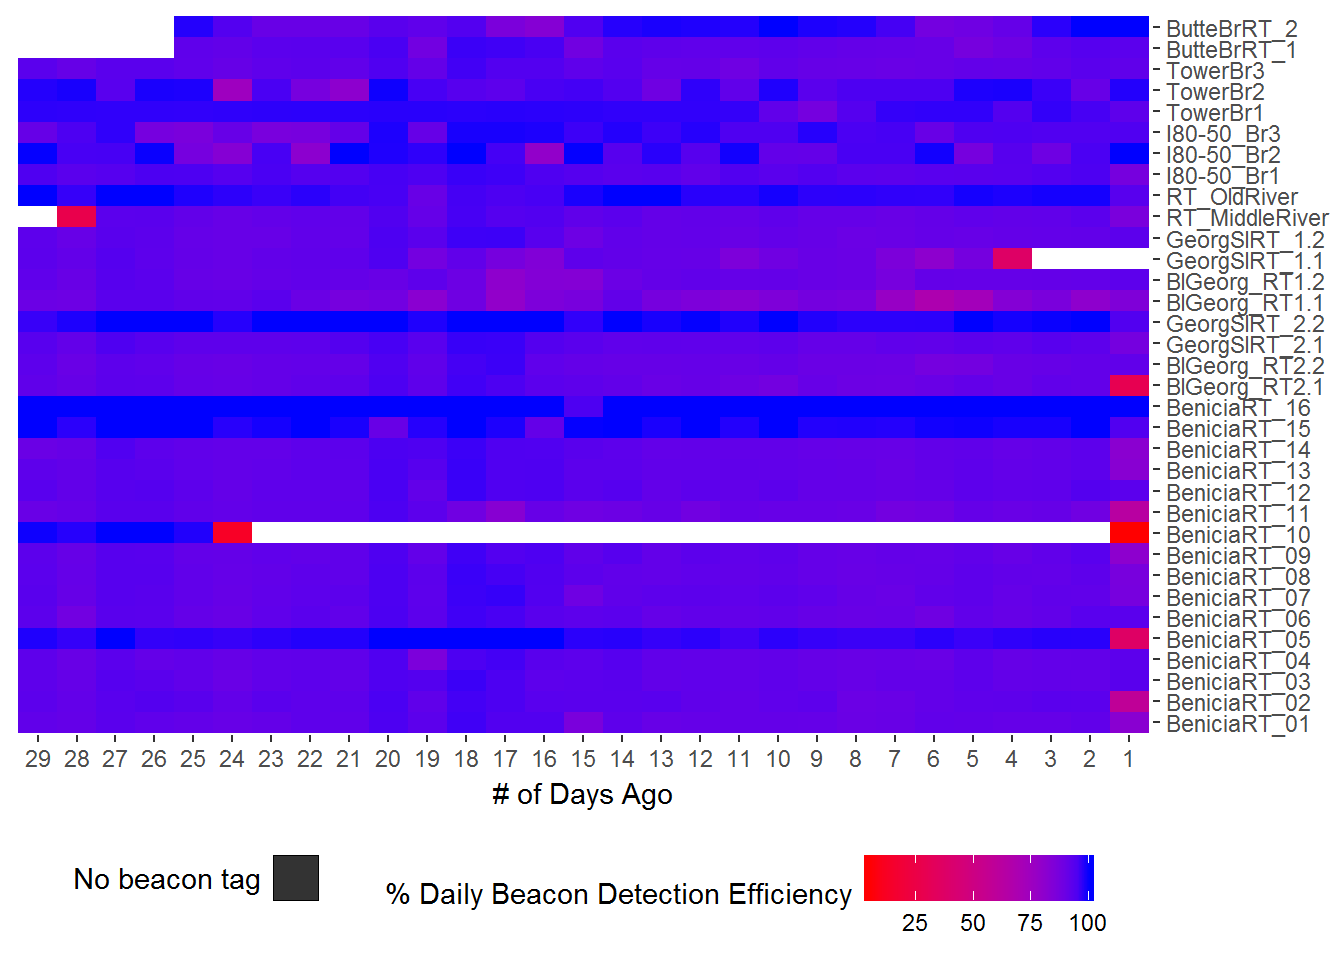 ButteBrRT_2
ButteBrRT_1
TowerBr3
TowerBr2
TowerBr1
I80-50_Br3
I80-50_Br2
I80-50_Br1
RT_OldRiver
RT_MiddleRiver
GeorgSlRT_1.2
GeorgSlRT_1.1
BlGeorg_RT1.2
BlGeorg_RT1.1
GeorgSlRT_2.2
GeorgSlRT_2.1
BlGeorg_RT2.2
BlGeorg_RT2.1
BeniciaRT_16
BeniciaRT_15
BeniciaRT_14
BeniciaRT_13
BeniciaRT_12
BeniciaRT_11
BeniciaRT_10
BeniciaRT_09
BeniciaRT_08
BeniciaRT_07
BeniciaRT_06
BeniciaRT_05
BeniciaRT_04
BeniciaRT_03
BeniciaRT_02
BeniciaRT_01
29 28 27 26 25 24 23 22 21 20 19 18 17 16 15 14 13 12 11 10 9 8 7 6 5 4 3 2 1
# of Days Ago
No beacon tag
% Daily Beacon Detection Efficiency
25 50 75 100